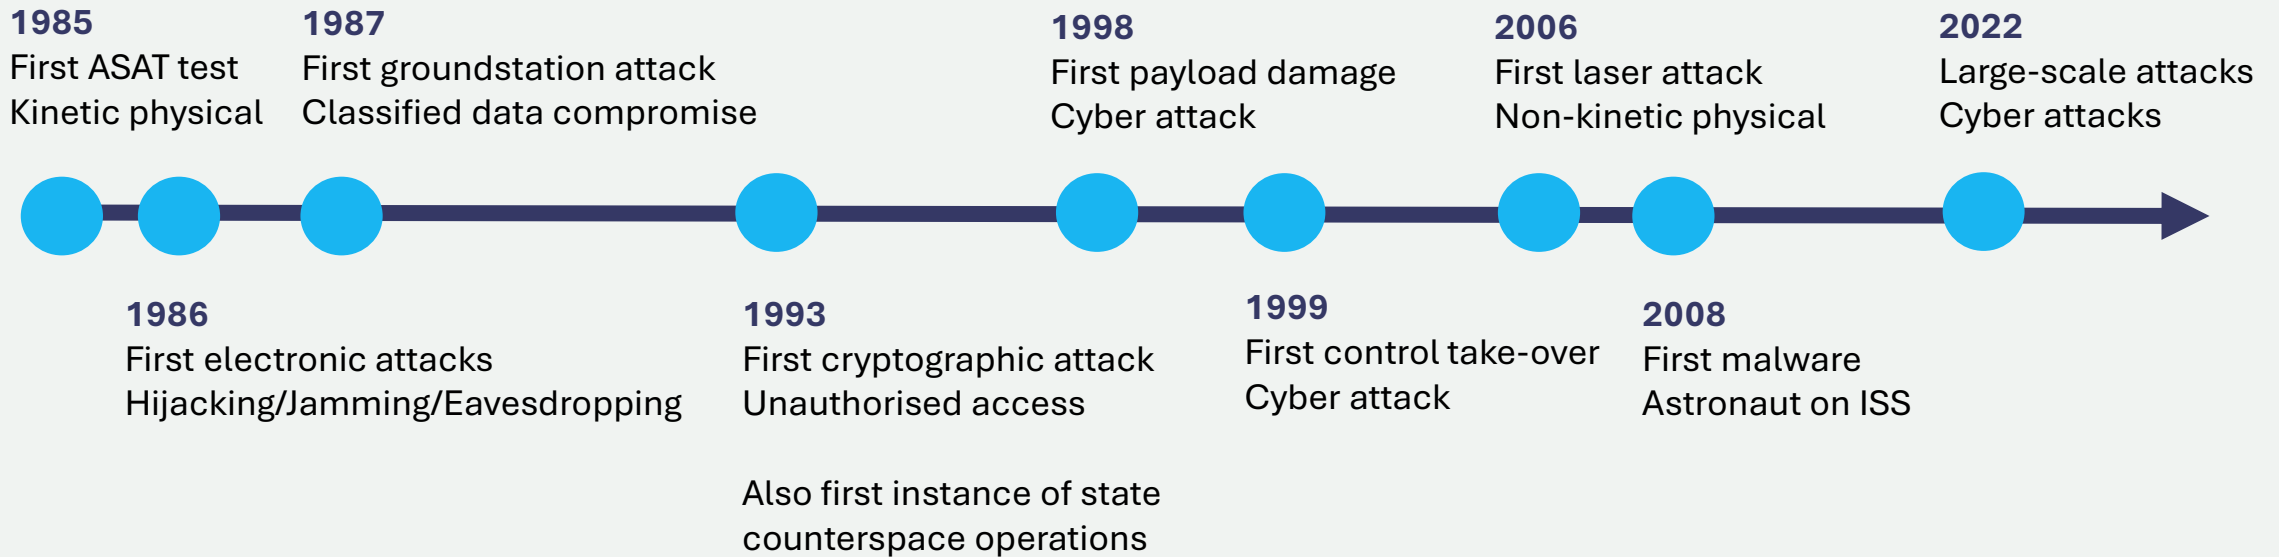 1985
First ASAT test
Kinetic physical
1987
First groundstation attack
Classified data compromise
1998
First payload damage
Cyber attack
2006
First laser attack
Non-kinetic physical
2022
Large-scale attacks
Cyber attacks
1986
First electronic attacks
Hijacking/Jamming/Eavesdropping
1993
First cryptographic attack
Unauthorised access
Also first instance of state
counterspace operations
1999
First control take-over
Cyber attack
2008
First malware
Astronaut on ISS